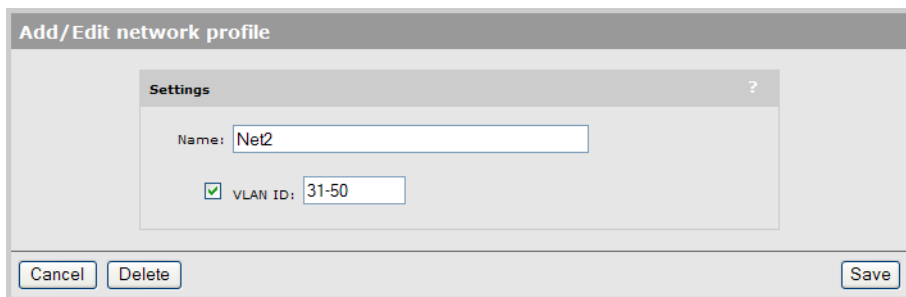 Add/Edit network profile
Settings ?
Name: Net2
VLAN ID: 31-50
Cancel Delete Save